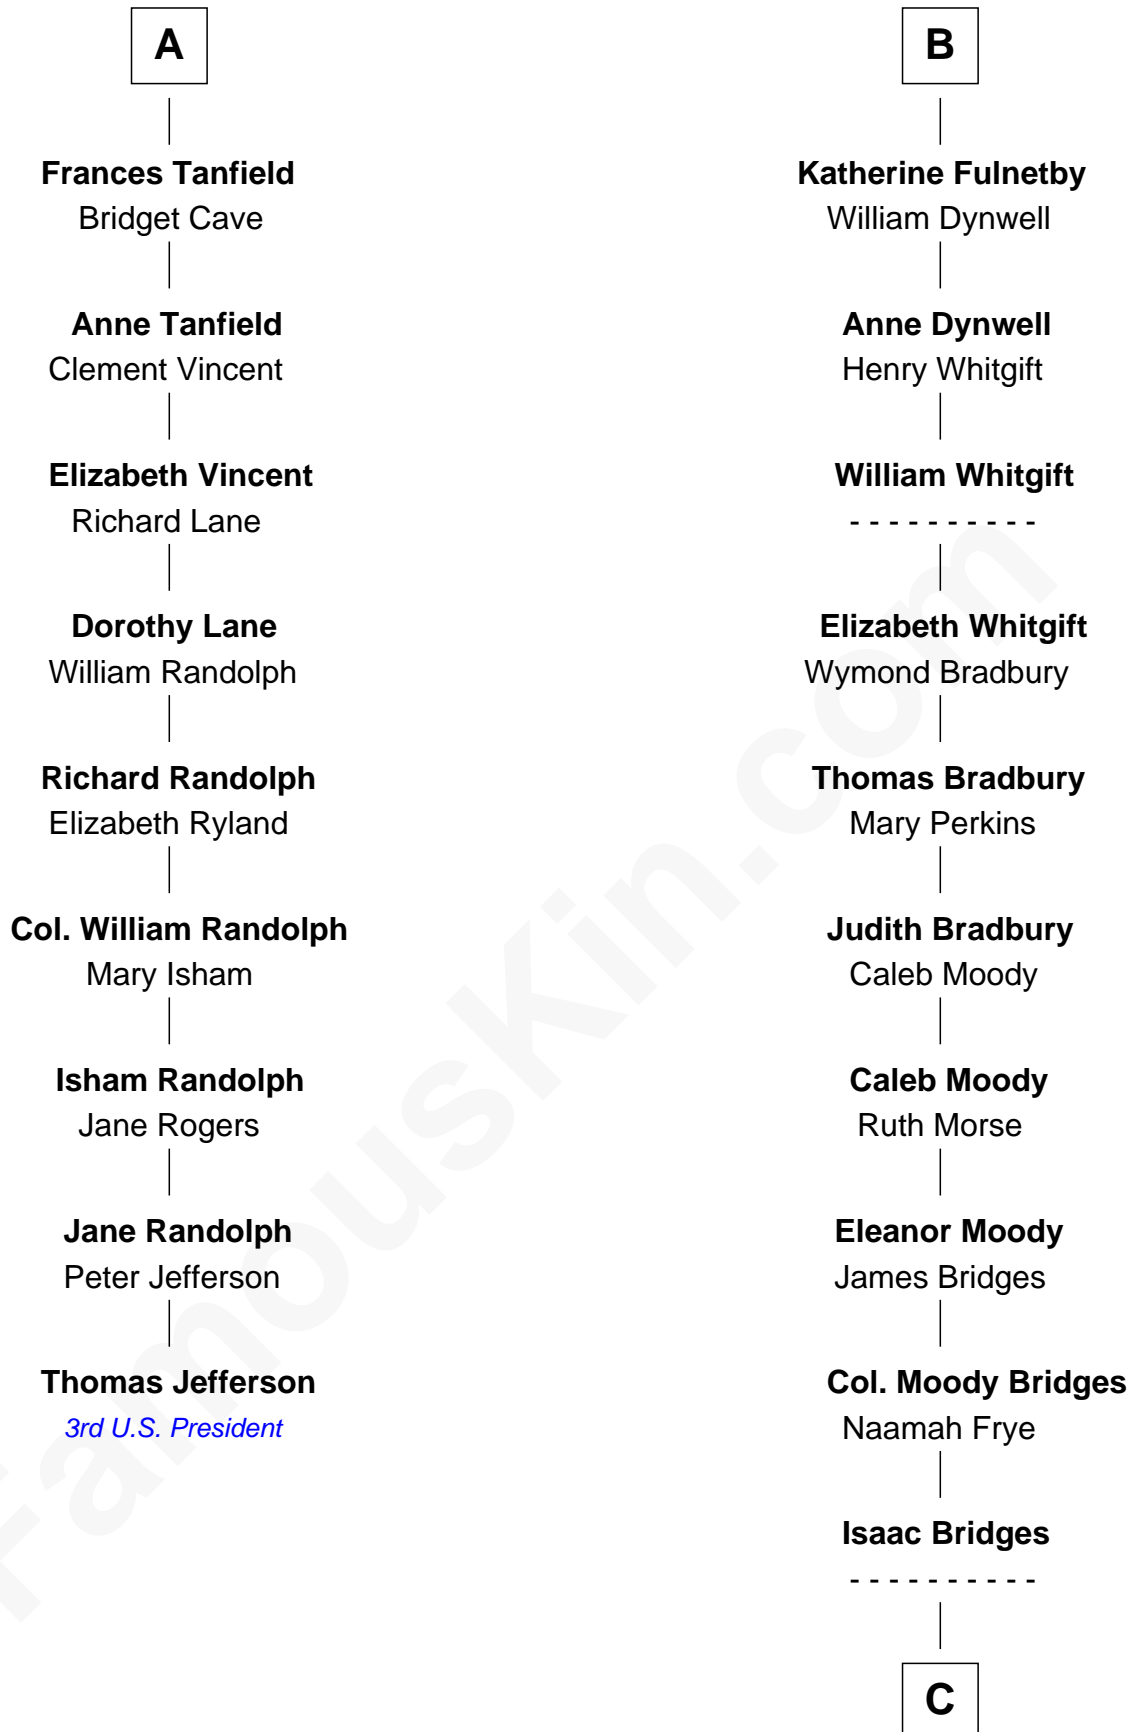 A
Frances Tanfield
Bridget Cave
Anne Tanfield
Clement Vincent
Elizabeth Vincent
Richard Lane
Dorothy Lane
William Randolph
Richard Randolph
Elizabeth Ryland
Col. William Randolph
Mary Isham
Isham Randolph
Jane Rogers
Jane Randolph
Peter Jefferson
Thomas Jefferson
3rd U.S. President
B
Katherine Fulnetby
William Dynwell
Anne Dynwell
Henry Whitgift
William Whitgift
- - - - - - - - - -
Elizabeth Whitgift
Wymond Bradbury
Thomas Bradbury
Mary Perkins
Judith Bradbury
Caleb Moody
Caleb Moody
Ruth Morse
Eleanor Moody
James Bridges
Col. Moody Bridges
Naamah Frye
Isaac Bridges
- - - - - - - - - -
C
FamousKin.com